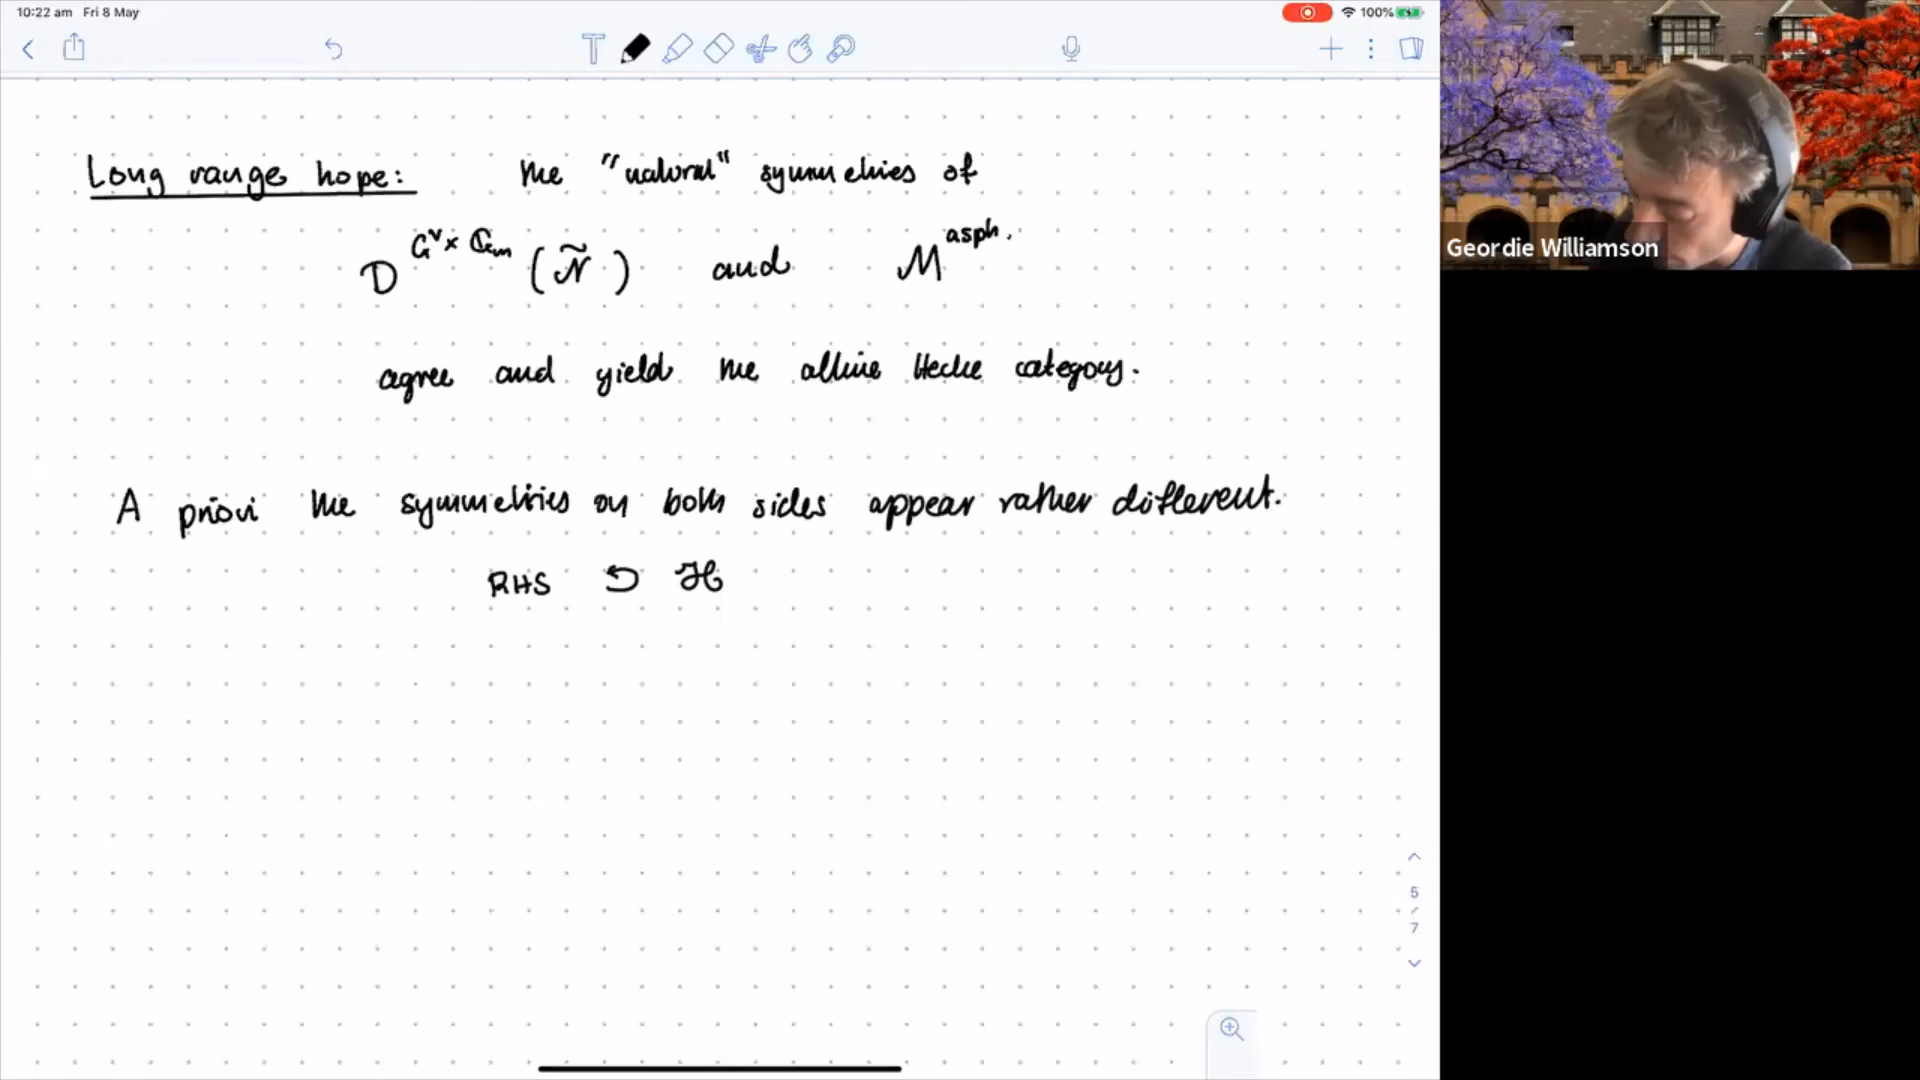 10:22 am Fri 8 May
100%
Geordie Williamson
Long range hope: the "natural" symmetries of
D^{G^∨ × G_m} (Ñ) and M^{asph.}
agree and yield the affine Hecke category.
A priori the symmetries on both sides appear rather different.
RHS ↺ H
5
/
7